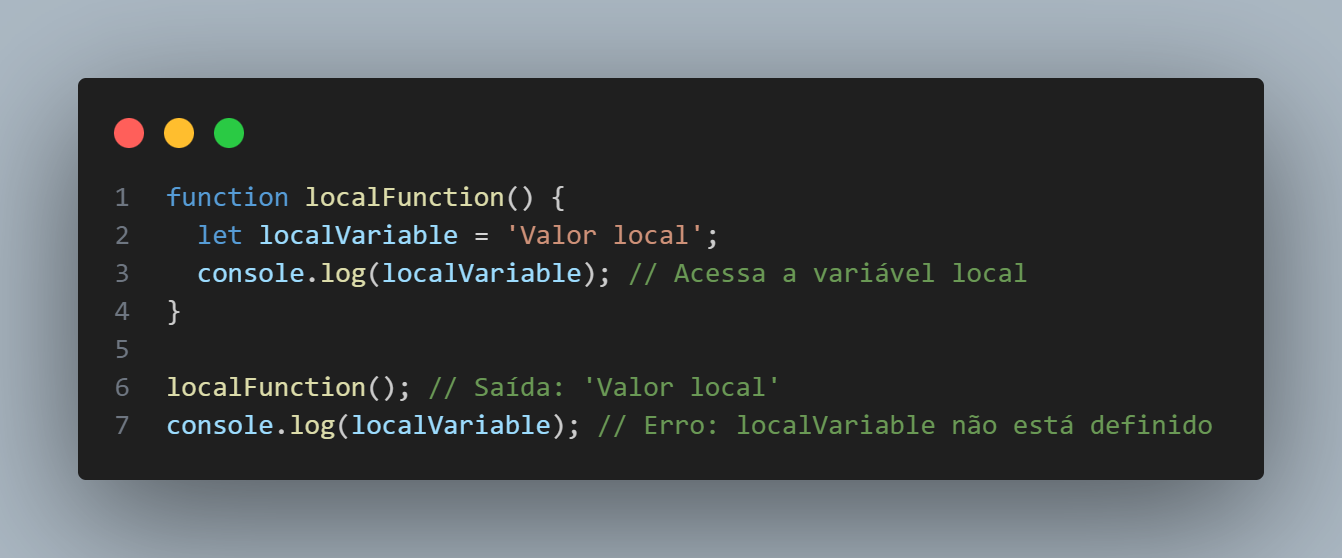 1 function localFunction() {
2 let localVariable = 'Valor local';
3 console.log(localVariable); // Acessa a variável local
4 }
5
6 localFunction(); // Saída: 'Valor local'
7 console.log(localVariable); // Erro: localVariable não está definido